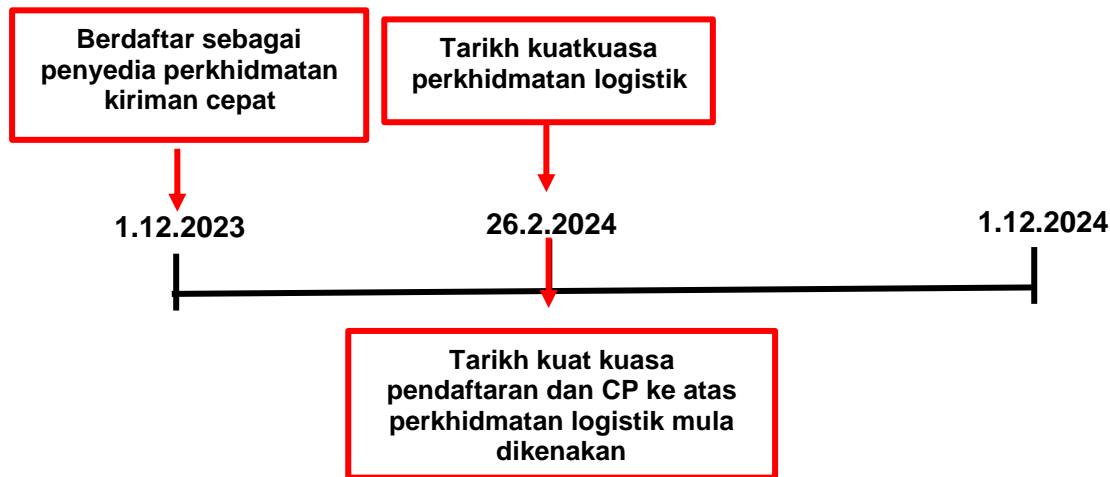 Berdaftar sebagai
penyedia perkhidmatan
kiriman cepat
Tarikh kuatkuasa
perkhidmatan logistik
1.12.2023
26.2.2024
1.12.2024
Tarikh kuat kuasa
pendaftaran dan CP ke atas
perkhidmatan logistik mula
dikenakan